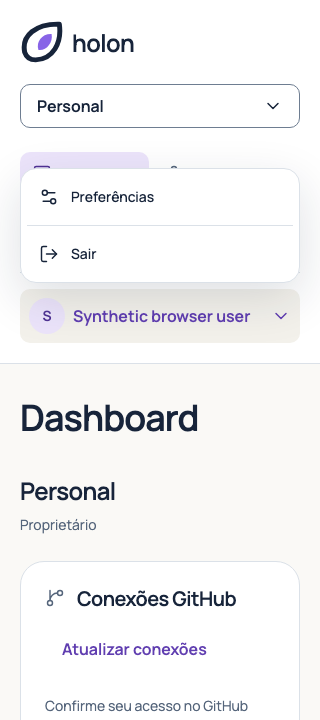 holon
Personal
Preferências
Sair
S
Synthetic browser user
Dashboard
Personal
Proprietário
Conexões GitHub
Atualizar conexões
Confirme seu acesso no GitHub